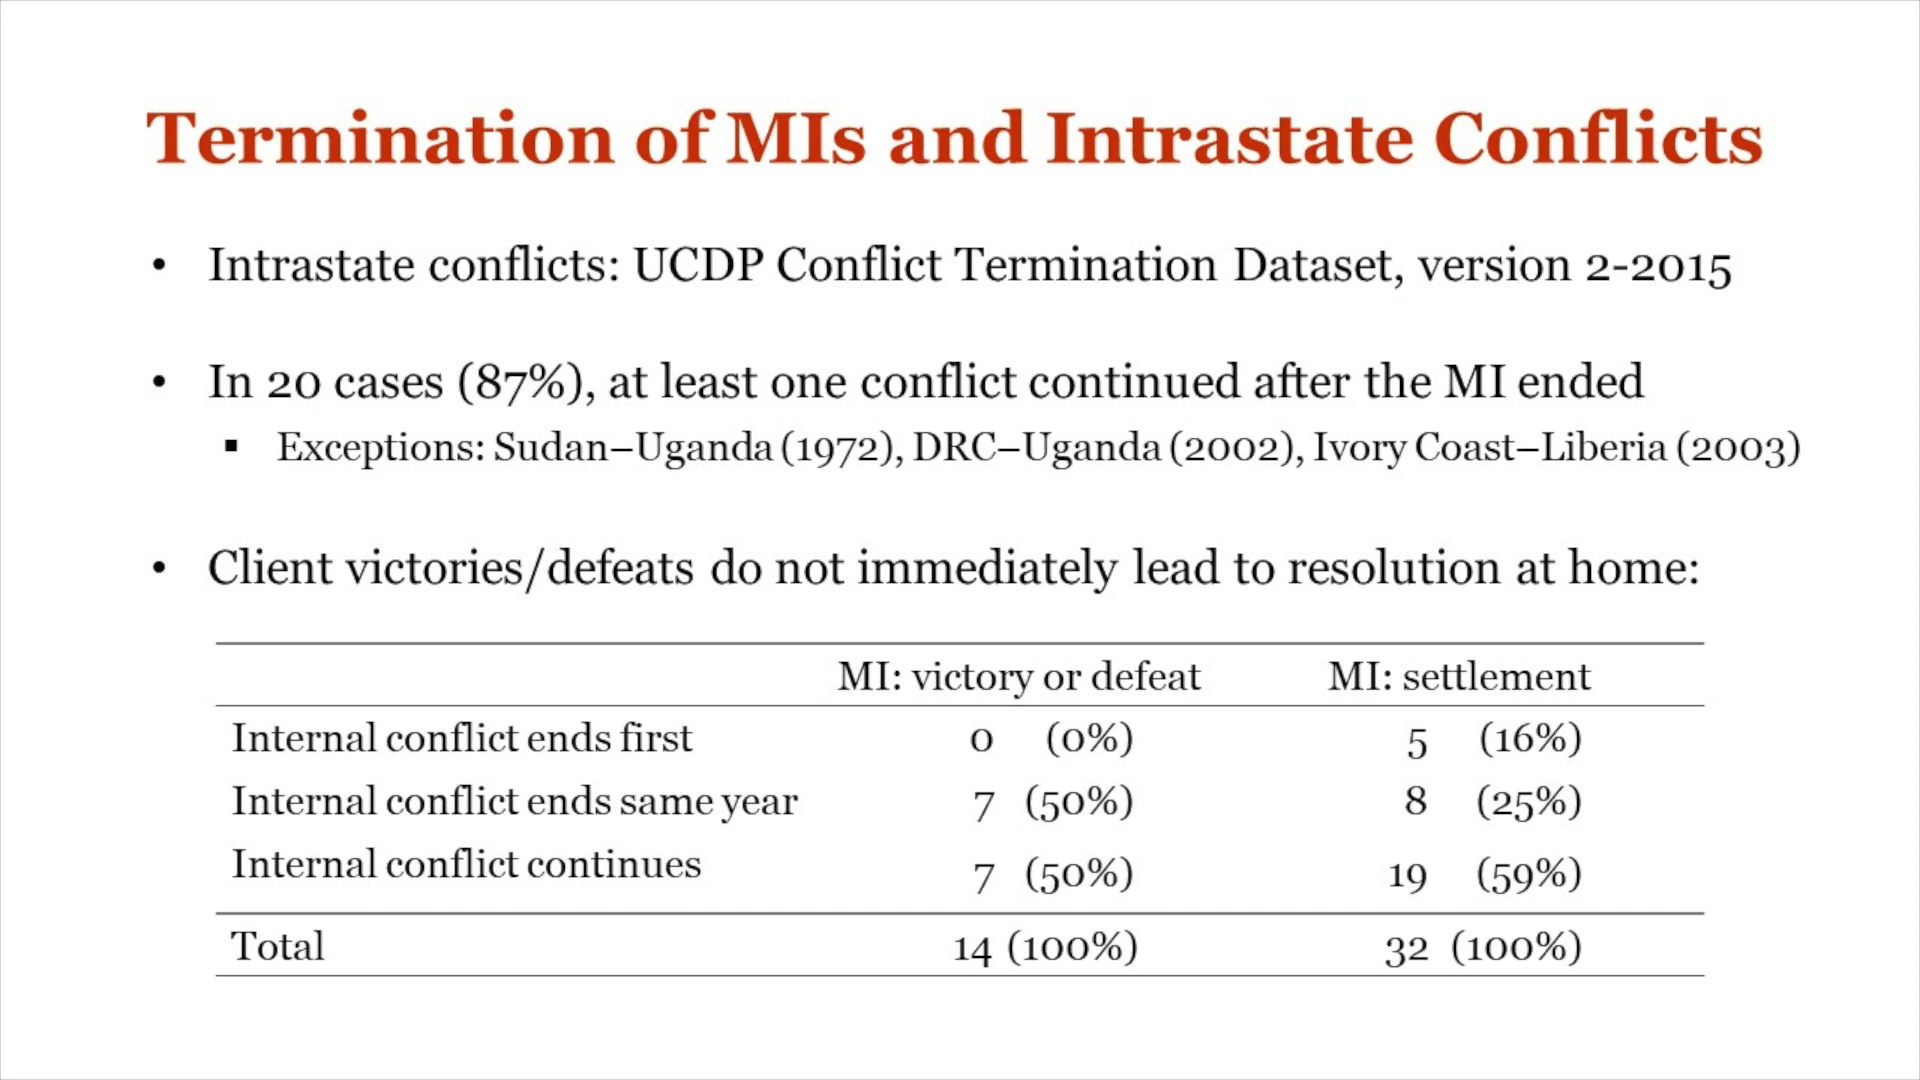 Termination of MIs and Intrastate Conflicts
• Intrastate conflicts: UCDP Conflict Termination Dataset, version 2-2015
• In 20 cases (87%), at least one conflict continued after the MI ended
▪ Exceptions: Sudan–Uganda (1972), DRC–Uganda (2002), Ivory Coast–Liberia (2003)
• Client victories/defeats do not immediately lead to resolution at home:
MI: victory or defeat MI: settlement
Internal conflict ends first 0 (0%) 5 (16%)
Internal conflict ends same year 7 (50%) 8 (25%)
Internal conflict continues 7 (50%) 19 (59%)
Total 14 (100%) 32 (100%)